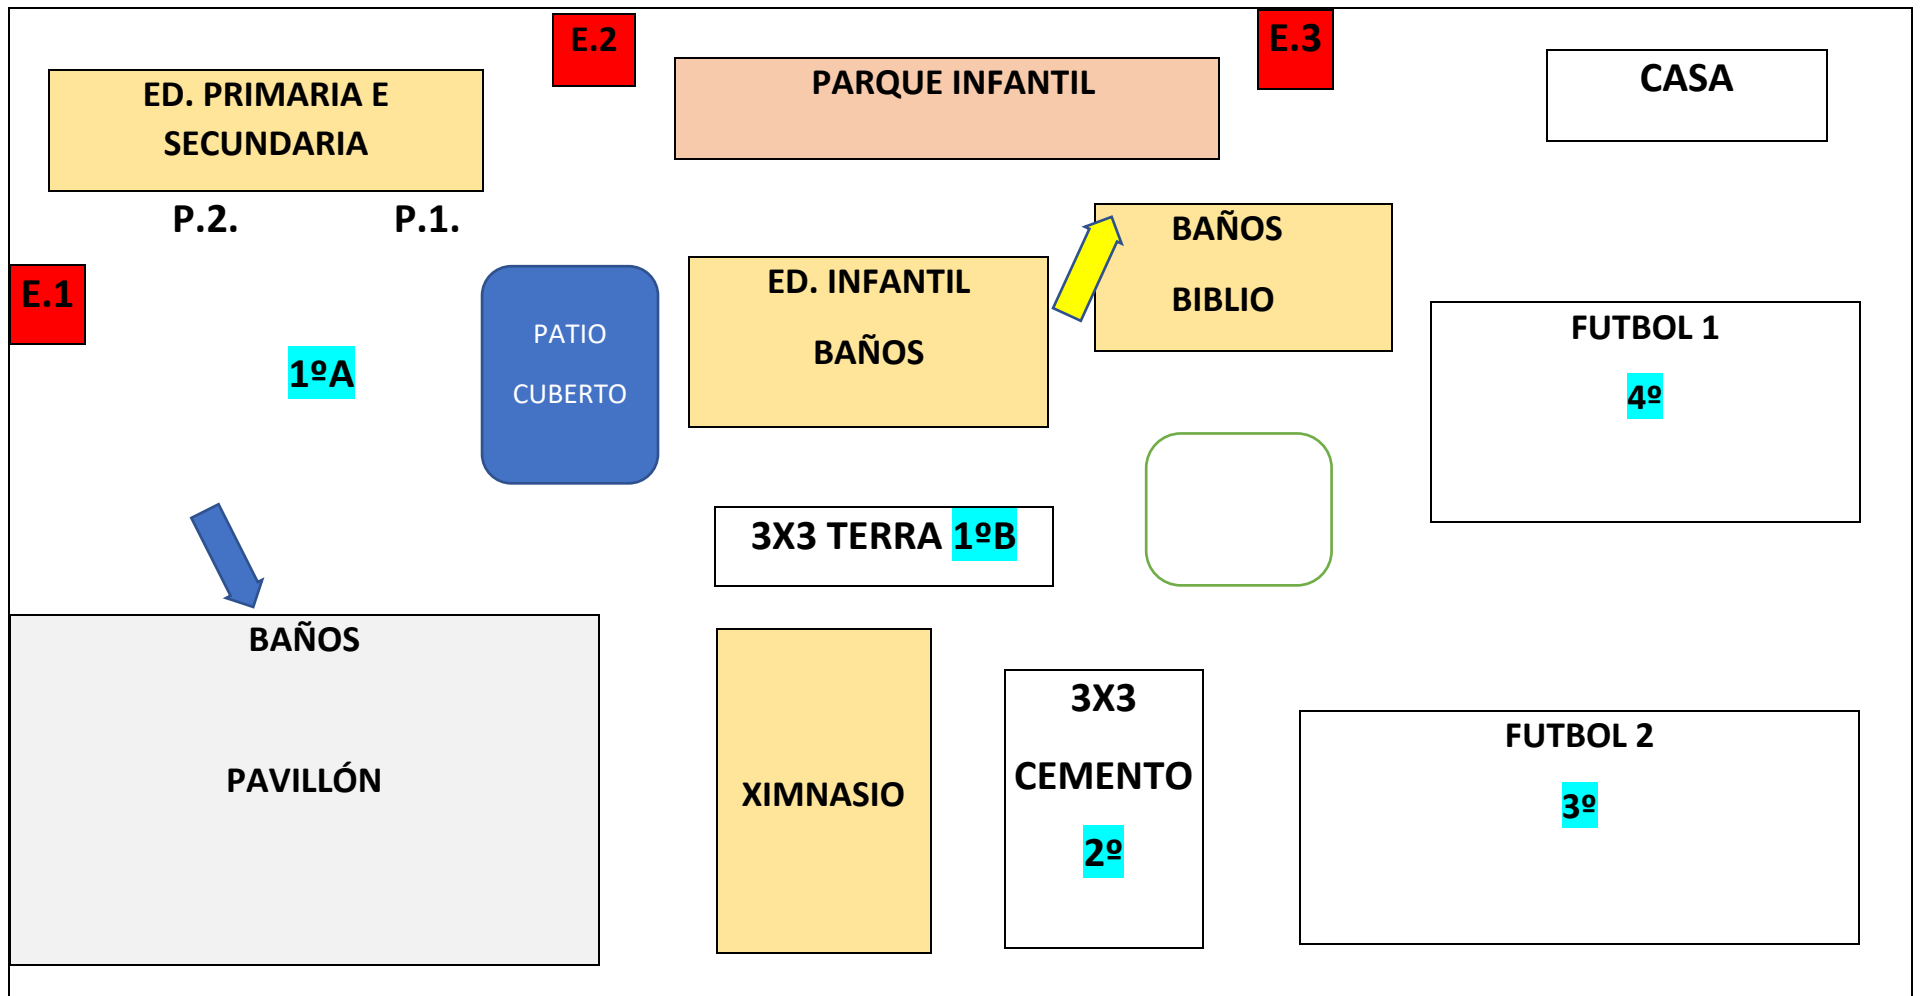 E.2
E.3
ED. PRIMARIA E
SECUNDARIA
PARQUE INFANTIL
CASA
P.2.
P.1.
E.1
BAÑOS
BIBLIO
ED. INFANTIL
BAÑOS
PATIO
CUBERTO
1ºA
FUTBOL 1
4º
3X3 TERRA 1ºB
BAÑOS
PAVILLÓN
XIMNASIO
3X3
CEMENTO
2º
FUTBOL 2
3º